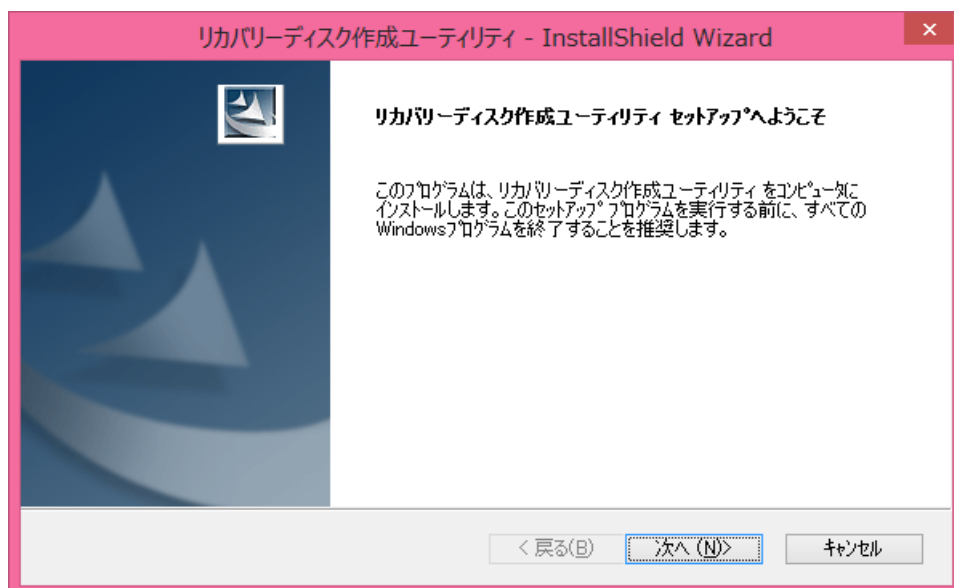 リカバリーディスク作成ユーティリティ - InstallShield Wizard
リカバリーディスク作成ユーティリティ セットアップへようこそ
このプログラムは、リカバリーディスク作成ユーティリティ をコンピュータに
インストールします。このセットアップ プログラムを実行する前に、すべての
Windowsプログラムを終了することを推奨します。
< 戻る(B)
次へ (N)>
キャンセル